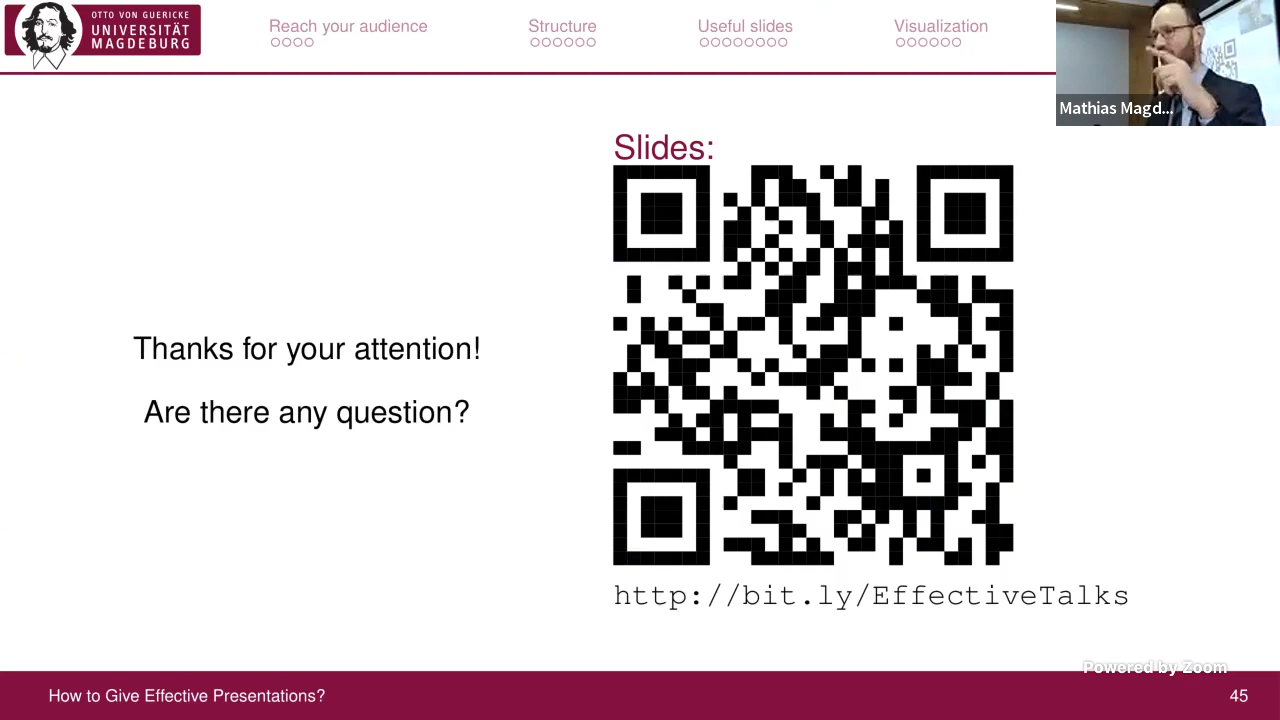 OTTO VON GUERICKE
UNIVERSITÄT
MAGDEBURG
Reach your audience
Structure
Useful slides
Visualization
Mathias Magd...
Slides:
Thanks for your attention!
Are there any question?
http://bit.ly/EffectiveTalks
Powered by Zoom
How to Give Effective Presentations?
45